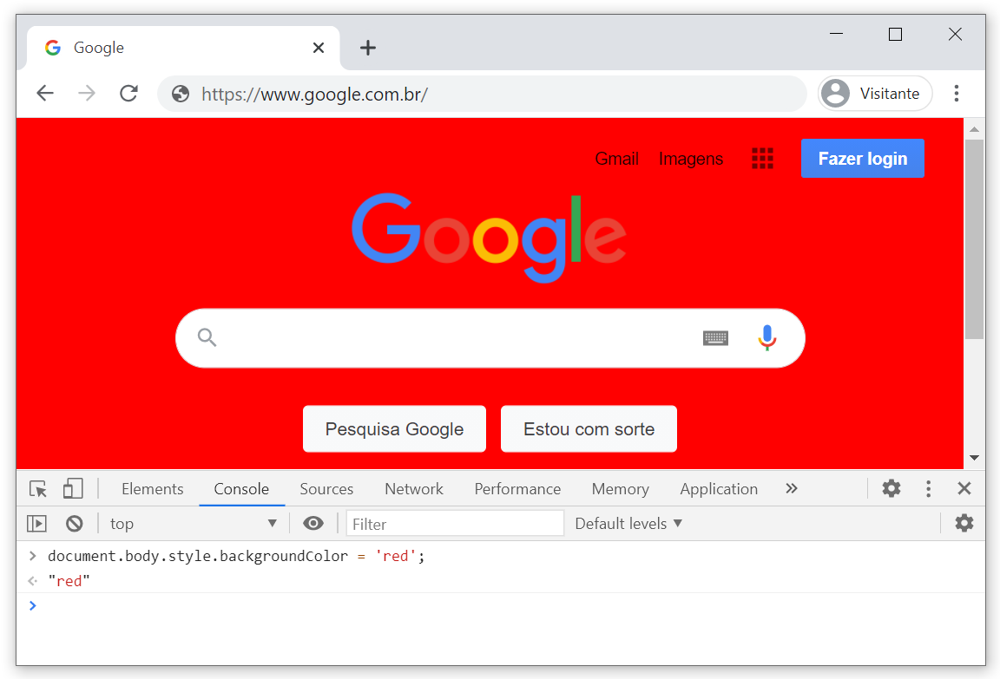 Google
https://www.google.com.br/
Visitante
Gmail Imagens Fazer login
Google
Pesquisa Google Estou com sorte
Elements Console Sources Network Performance Memory Application »
top Filter Default levels
> document.body.style.backgroundColor = 'red';
"red"
>